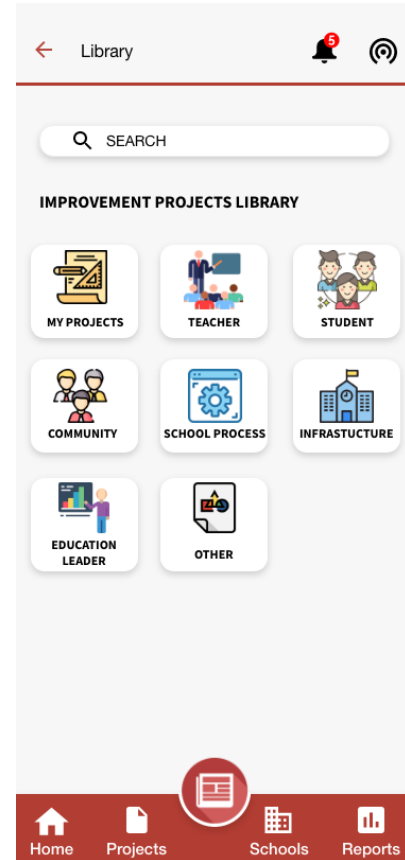 Library
5
SEARCH
IMPROVEMENT PROJECTS LIBRARY
MY PROJECTS
TEACHER
STUDENT
COMMUNITY
SCHOOL PROCESS
INFRASTUCTURE
EDUCATION
LEADER
OTHER
Home
Projects
Schools
Reports